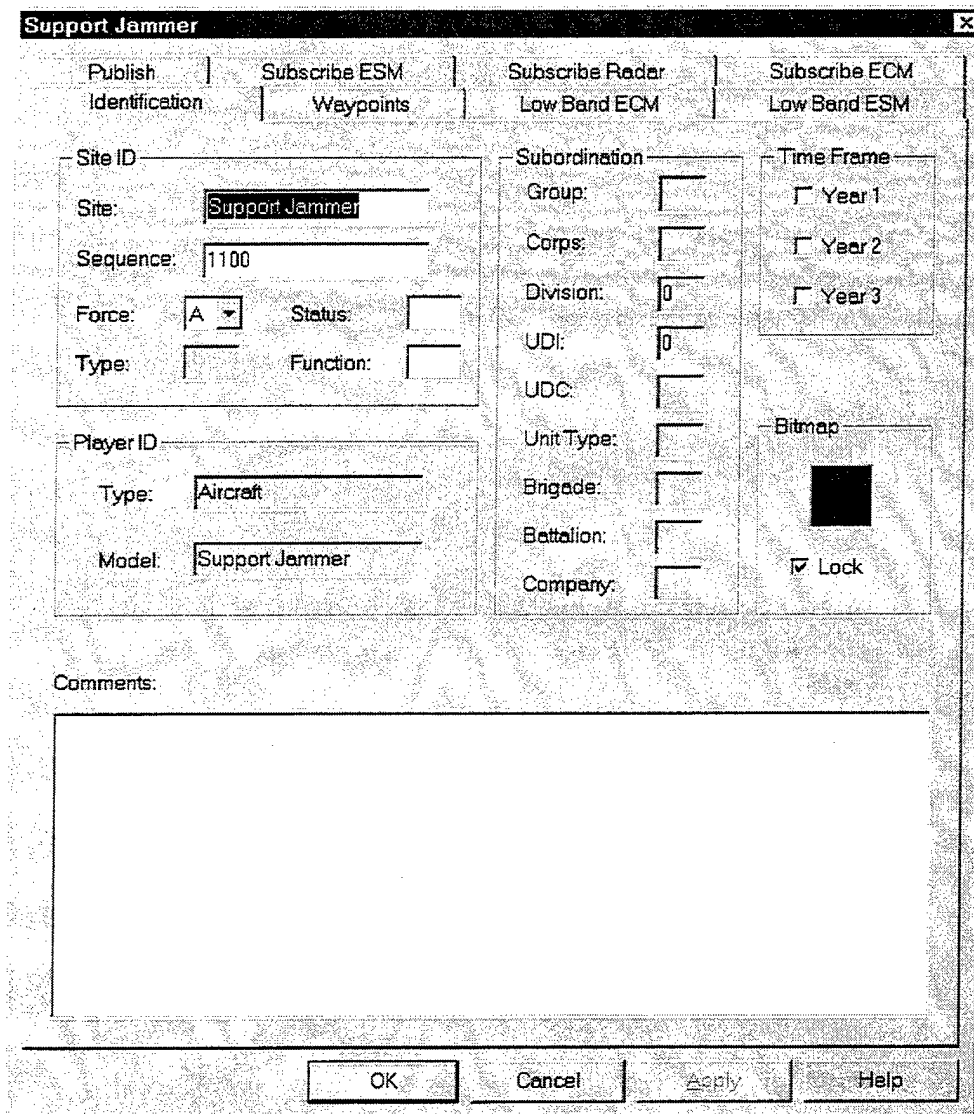 Support Jammer
Publish Subscribe ESM Subscribe Radar Subscribe ECM
Identification Waypoints Low Band ECM Low Band ESM
Site ID
Site: Support Jammer
Sequence: 1100
Force: A Status:
Type: Function:
Player ID
Type: Aircraft
Model: Support Jammer
Subordination
Group:
Corps:
Division: 0
UDI: 0
UDC:
Unit Type:
Brigade:
Battalion:
Company:
Time Frame
Year 1
Year 2
Year 3
Bitmap
Lock
Comments:
OK Cancel Apply Help